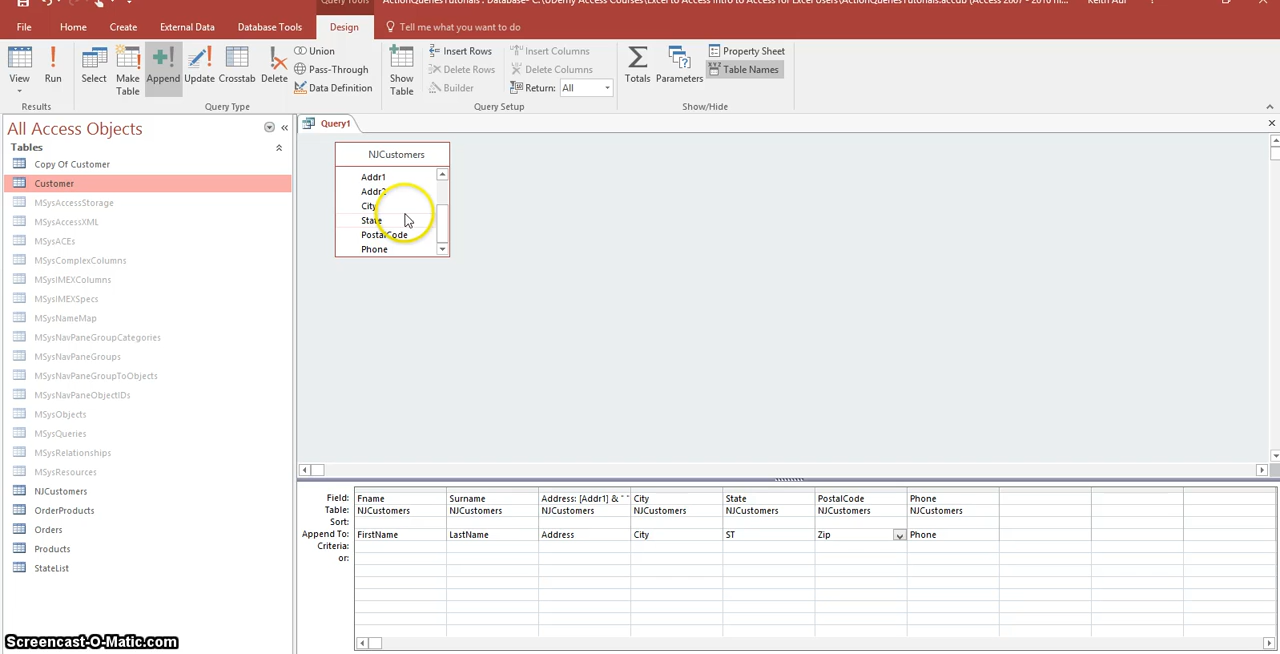 Query Tools
ActionQueriesTutorials : Database- C:\Udemy Access Courses\Excel to Access Intro to Access for Excel Users\ActionQueriesTutorials.accdb (Access 2007 - 2016
File Home Create External Data Database Tools Design Tell me what you want to do
View Run Select Make Table Append Update Crosstab Delete
Union
Pass-Through
Data Definition
Show Table
Insert Rows
Delete Rows
Builder
Insert Columns
Delete Columns
Return: All
Totals Parameters
Property Sheet
Table Names
Results Query Type Query Setup Show/Hide
All Access Objects
Tables
Copy Of Customer
Customer
MSysAccessStorage
MSysAccessXML
MSysACEs
MSysComplexColumns
MSysIMEXColumns
MSysIMEXSpecs
MSysNameMap
MSysNavPaneGroupCategories
MSysNavPaneGroups
MSysNavPaneGroupToObjects
MSysNavPaneObjectIDs
MSysObjects
MSysQueries
MSysRelationships
MSysResources
NJCustomers
OrderProducts
Orders
Products
StateList
Query1
NJCustomers
Addr1
Addr2
City
State
PostalCode
Phone
Field: Fname Surname Address: [Addr1] & " " City State PostalCode Phone
Table: NJCustomers NJCustomers NJCustomers NJCustomers NJCustomers NJCustomers NJCustomers
Sort:
Append To: FirstName LastName Address City ST Zip Phone
Criteria:
or:
Screencast-O-Matic.com